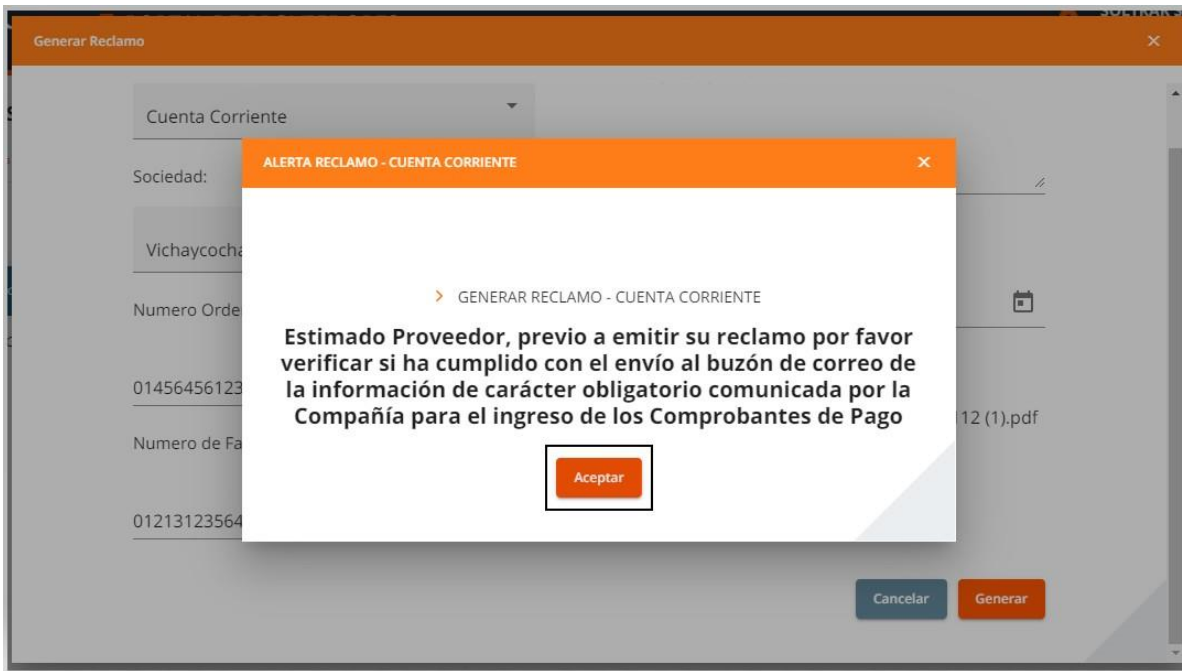 Generar Reclamo
Cuenta Corriente
ALERTA RECLAMO - CUENTA CORRIENTE
Sociedad:
Vichaycocha
GENERAR RECLAMO - CUENTA CORRIENTE
Numero Orde
Estimado Proveedor, previo a emitir su reclamo por favor
verificar si ha cumplido con el envío al buzón de correo de
la información de carácter obligatorio comunicada por la
Compañía para el ingreso de los Comprobantes de Pago
01456456123
112 (1).pdf
Numero de Fa
Aceptar
01213123564
Cancelar
Generar